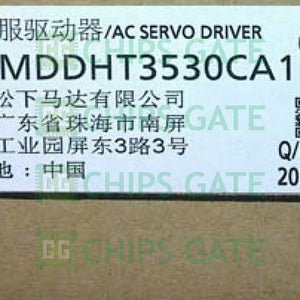 服驱动器/AC SERVO DRIVER
MDDHT3530CA1
松下马达有限公司
广东省珠海市南屏
工业园屏东3路3号
地：中国
Q/
20
CHIPS GATE
CHIPS GATE
CHIPS GATE